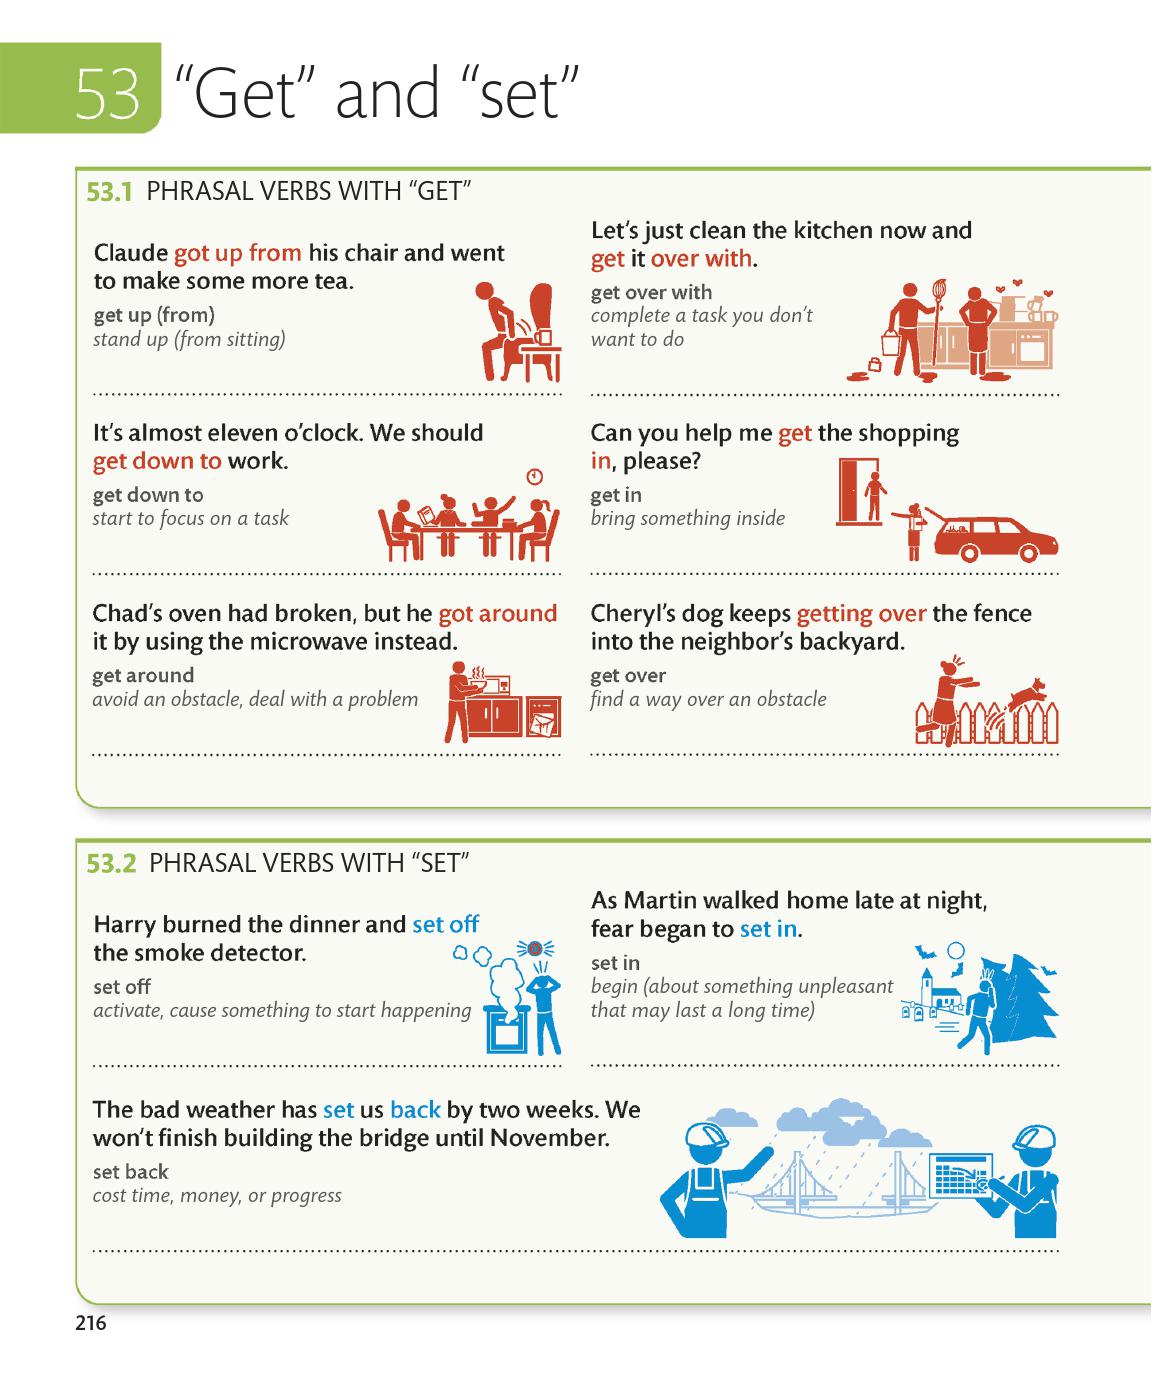 53 “Get” and “set”
53.1 PHRASAL VERBS WITH “GET”
Claude got up from his chair and went
to make some more tea.
get up (from)
stand up (from sitting)
Let’s just clean the kitchen now and
get it over with.
get over with
complete a task you don’t
want to do
It’s almost eleven o’clock. We should
get down to work.
get down to
start to focus on a task
Can you help me get the shopping
in, please?
get in
bring something inside
Chad’s oven had broken, but he got around
it by using the microwave instead.
get around
avoid an obstacle, deal with a problem
Cheryl’s dog keeps getting over the fence
into the neighbor’s backyard.
get over
find a way over an obstacle
53.2 PHRASAL VERBS WITH “SET”
Harry burned the dinner and set off
the smoke detector.
set off
activate, cause something to start happening
As Martin walked home late at night,
fear began to set in.
set in
begin (about something unpleasant
that may last a long time)
The bad weather has set us back by two weeks. We
won’t finish building the bridge until November.
set back
cost time, money, or progress
216